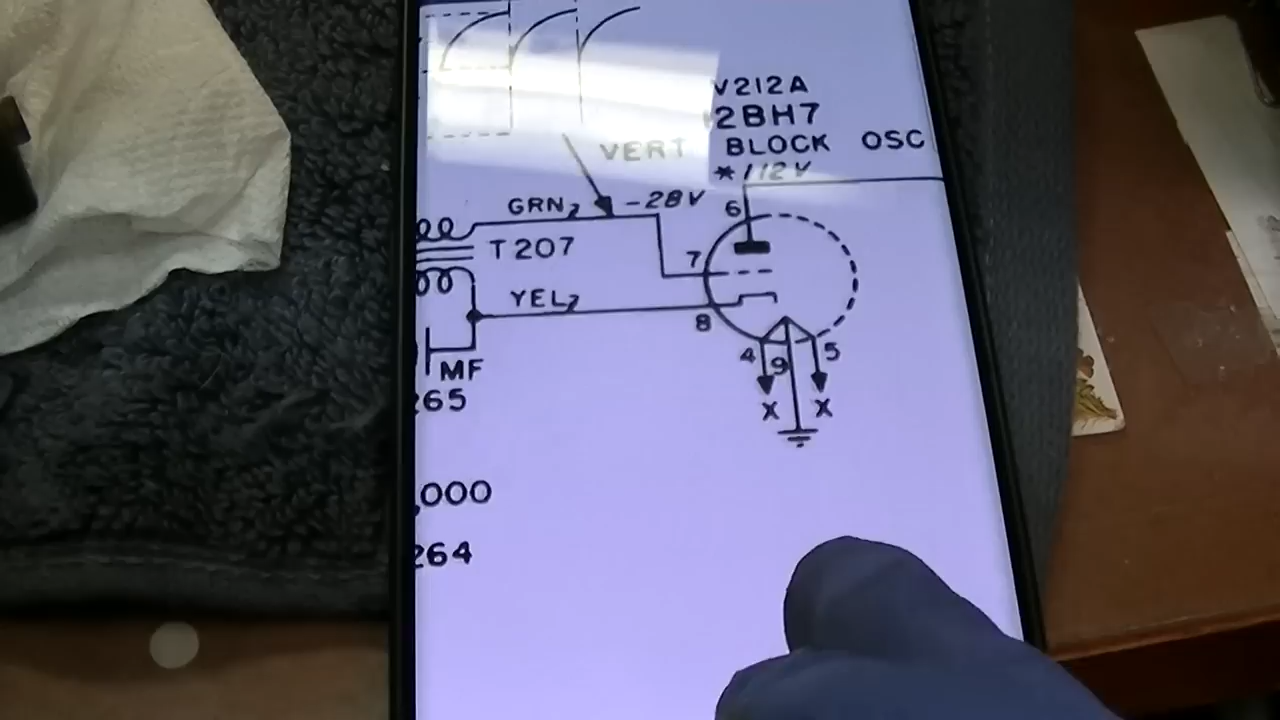 V212A
2BH7
VERT BLOCK OSC
*112V
6
GRN -28V
T207
7
YEL
8
4 9 5
X X
MF
265
,000
264